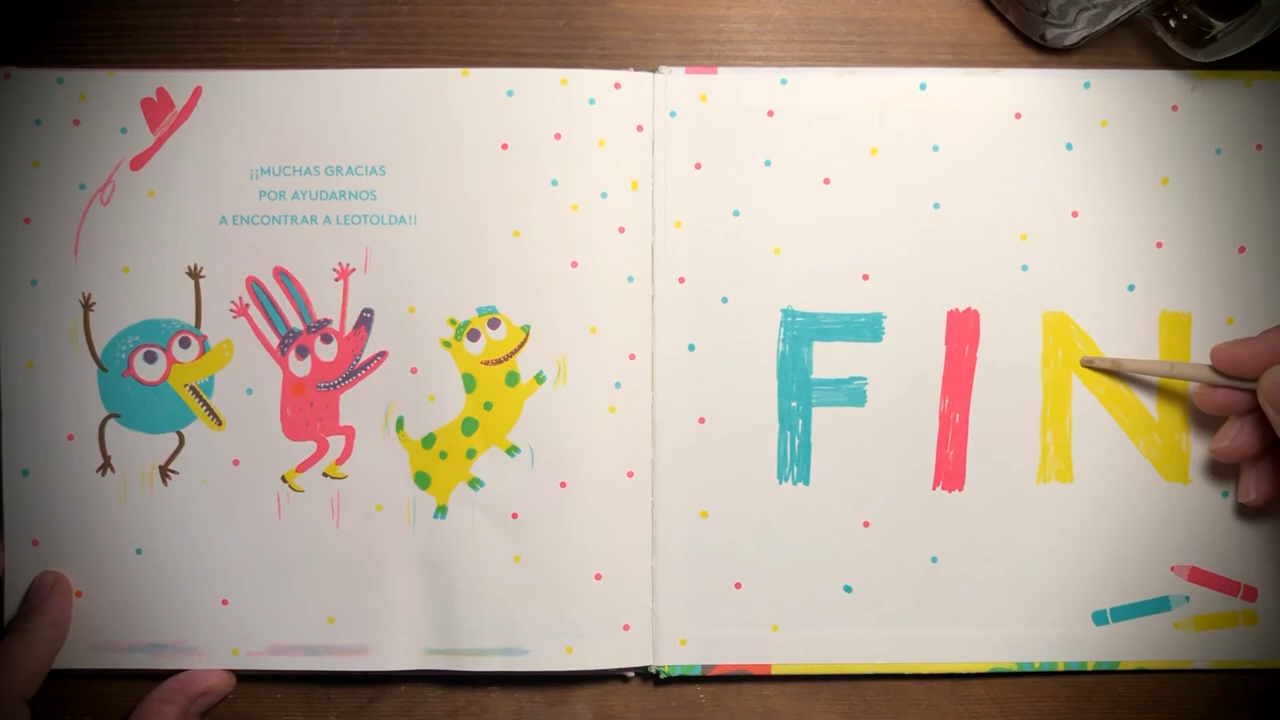 ¡¡MUCHAS GRACIAS
POR AYUDARNOS
A ENCONTRAR A LEOTOLDA!!
FIN